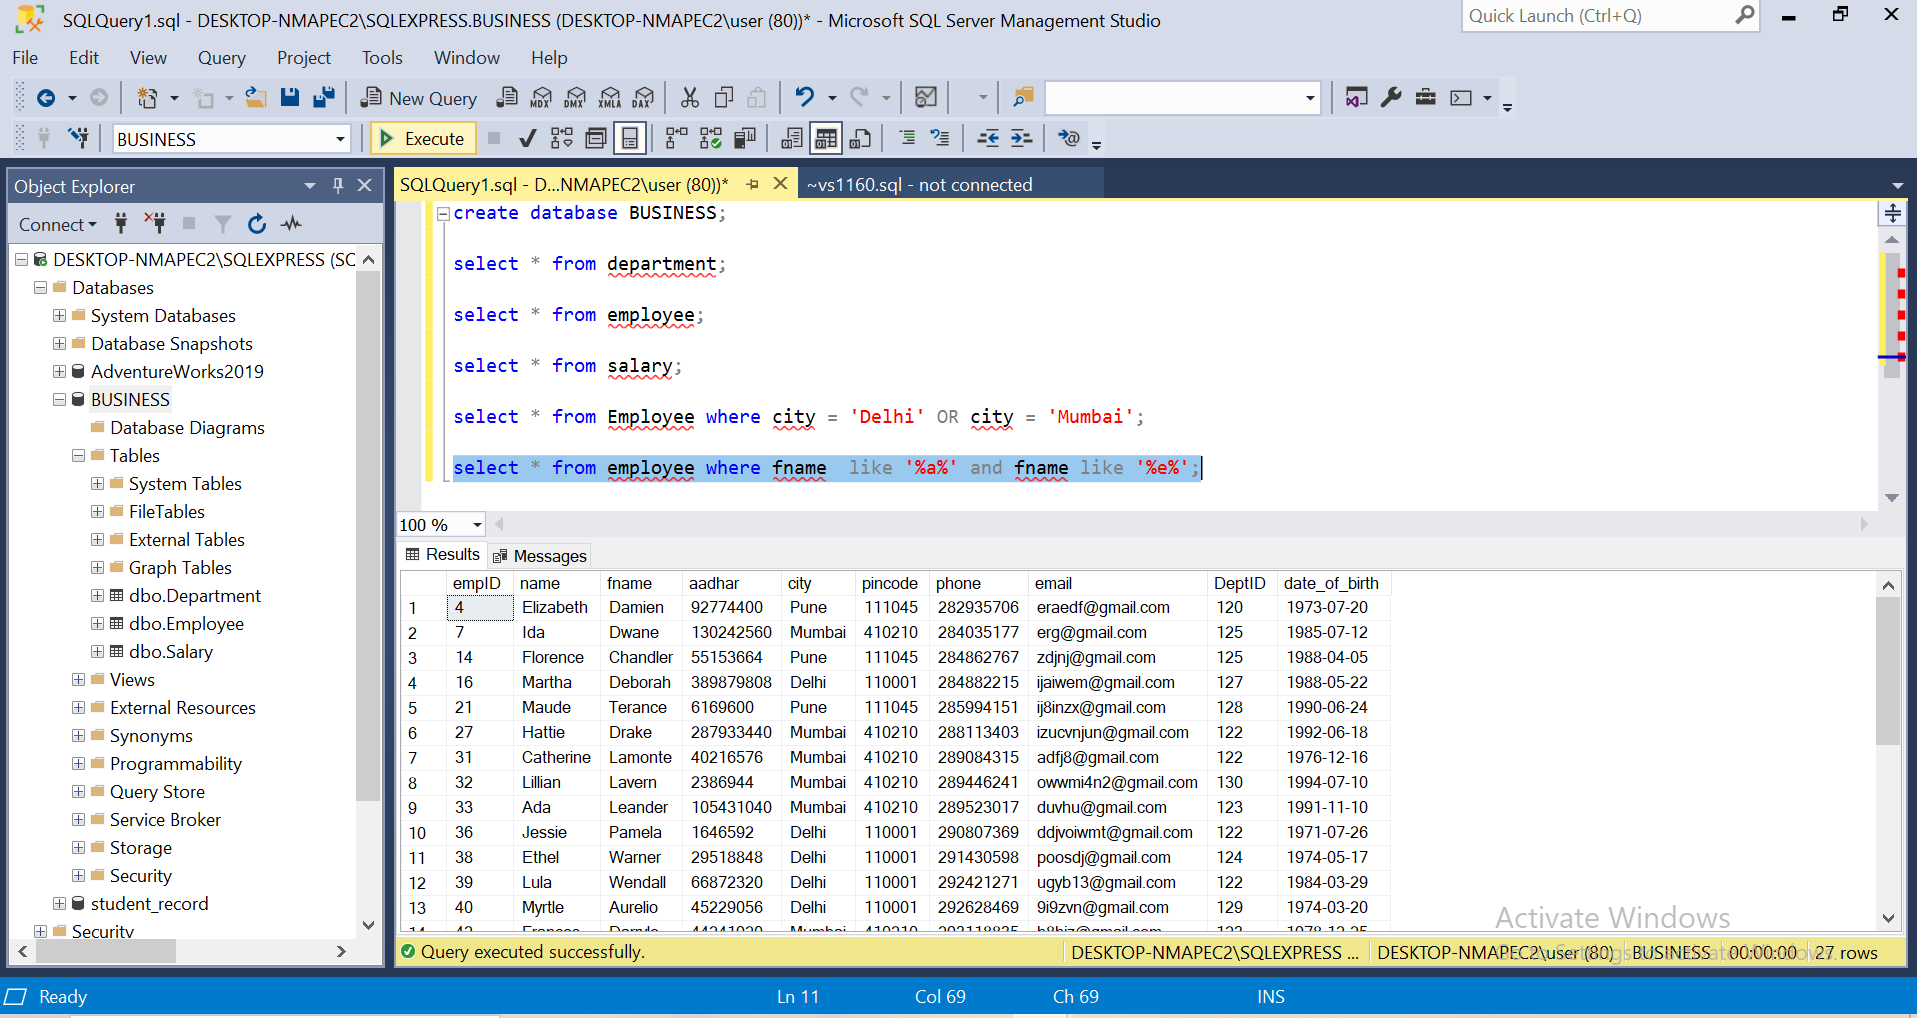 SQLQuery1.sql - DESKTOP-NMAPEC2\SQLEXPRESS.BUSINESS (DESKTOP-NMAPEC2\user (80))* - Microsoft SQL Server Management Studio
Quick Launch (Ctrl+Q)
File Edit View Query Project Tools Window Help
New Query MDX DMX XMLA DAX
BUSINESS Execute
Object Explorer
Connect
DESKTOP-NMAPEC2\SQLEXPRESS (SC
Databases
System Databases
Database Snapshots
AdventureWorks2019
BUSINESS
Database Diagrams
Tables
System Tables
FileTables
External Tables
Graph Tables
dbo.Department
dbo.Employee
dbo.Salary
Views
External Resources
Synonyms
Programmability
Query Store
Service Broker
Storage
Security
student_record
Security
SQLQuery1.sql - D...NMAPEC2\user (80))* ~vs1160.sql - not connected
create database BUSINESS;
select * from department;
select * from employee;
select * from salary;
select * from Employee where city = 'Delhi' OR city = 'Mumbai';
select * from employee where fname  like '%a%' and fname like '%e%';
100 %
Results Messages
empID name fname aadhar city pincode phone email DeptID date_of_birth
1 4 Elizabeth Damien 92774400 Pune 111045 282935706 eraedf@gmail.com 120 1973-07-20
2 7 Ida Dwane 130242560 Mumbai 410210 284035177 erg@gmail.com 125 1985-07-12
3 14 Florence Chandler 55153664 Pune 111045 284862767 zdjnj@gmail.com 125 1988-04-05
4 16 Martha Deborah 389879808 Delhi 110001 284882215 ijaiwem@gmail.com 127 1988-05-22
5 21 Maude Terance 6169600 Pune 111045 285994151 ij8inzx@gmail.com 128 1990-06-24
6 27 Hattie Drake 287933440 Mumbai 410210 288113403 izucvnjun@gmail.com 122 1992-06-18
7 31 Catherine Lamonte 40216576 Mumbai 410210 289084315 adfj8@gmail.com 122 1976-12-16
8 32 Lillian Lavern 2386944 Mumbai 410210 289446241 owwmi4n2@gmail.com 130 1994-07-10
9 33 Ada Leander 105431040 Mumbai 410210 289523017 duvhu@gmail.com 123 1991-11-10
10 36 Jessie Pamela 1646592 Delhi 110001 290807369 ddjvoiwmt@gmail.com 122 1971-07-26
11 38 Ethel Warner 29518848 Delhi 110001 291430598 poosdj@gmail.com 124 1974-05-17
12 39 Lula Wendall 66872320 Delhi 110001 292421271 ugyb13@gmail.com 122 1984-03-29
13 40 Myrtle Aurelio 45229056 Delhi 110001 292628469 9i9zvn@gmail.com 129 1974-03-20
Activate Windows
Query executed successfully. DESKTOP-NMAPEC2\SQLEXPRESS ... DESKTOP-NMAPEC2\user (80) BUSINESS 00:00:00 27 rows
Ready Ln 11 Col 69 Ch 69 INS